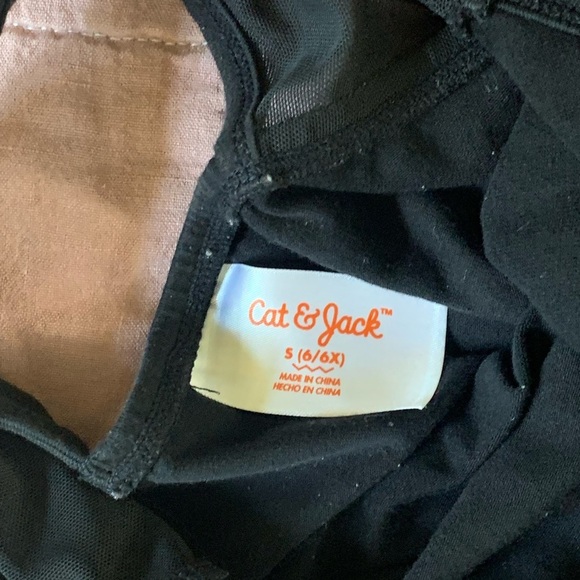 Cat & Jack™
S (6/6X)
MADE IN CHINA
HECHO EN CHINA